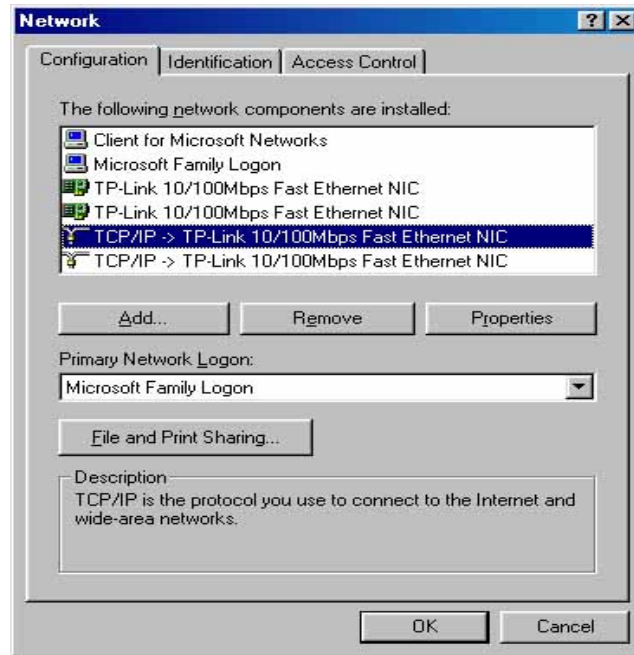 Network
Configuration Identification Access Control
The following network components are installed:
Client for Microsoft Networks
Microsoft Family Logon
TP-Link 10/100Mbps Fast Ethernet NIC
TP-Link 10/100Mbps Fast Ethernet NIC
TCP/IP -> TP-Link 10/100Mbps Fast Ethernet NIC
TCP/IP -> TP-Link 10/100Mbps Fast Ethernet NIC
Add... Remove Properties
Primary Network Logon:
Microsoft Family Logon
File and Print Sharing...
Description
TCP/IP is the protocol you use to connect to the Internet and
wide-area networks.
OK Cancel